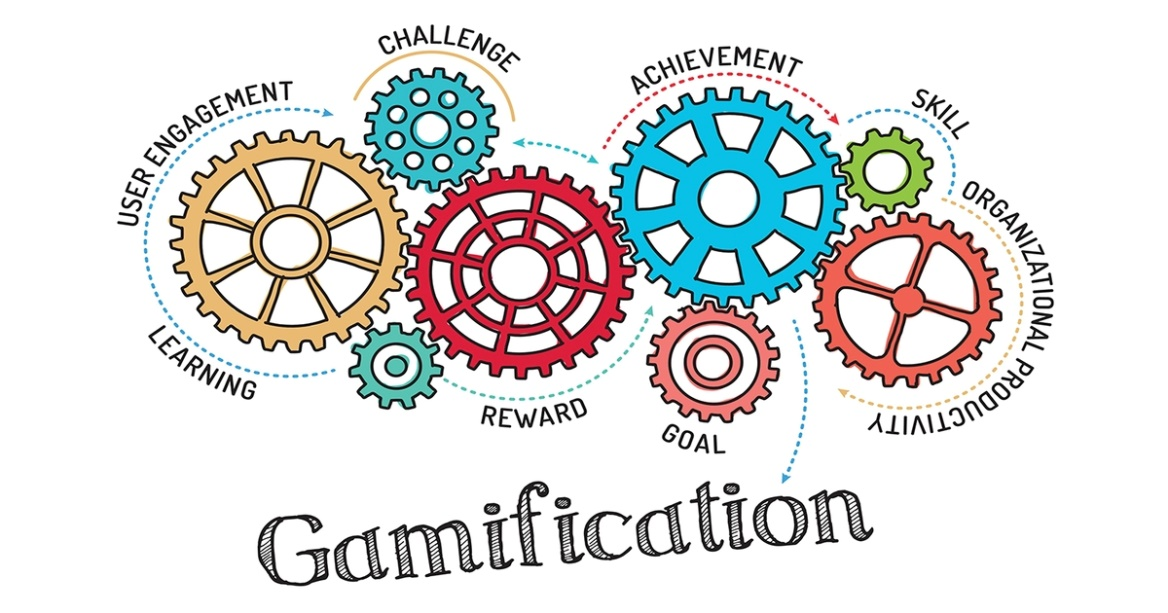 CHALLENGE
ACHIEVEMENT
USER ENGAGEMENT
SKILL
ORGANIZATIONAL PRODUCTIVITY
LEARNING
REWARD
GOAL
Gamification